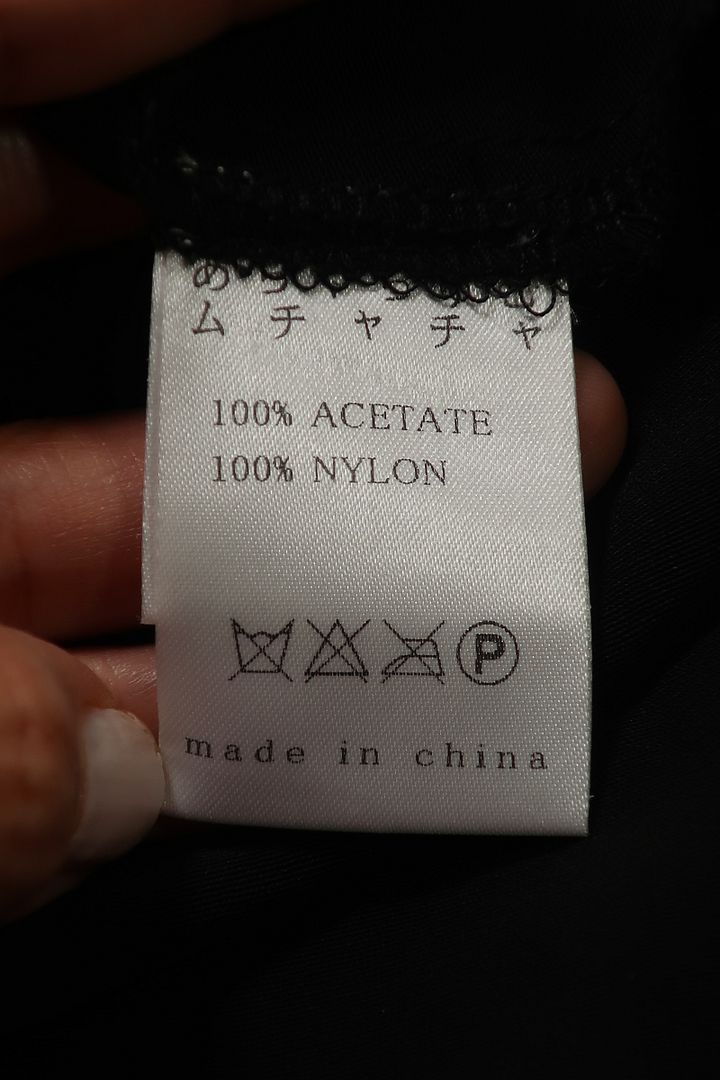 ムチャチャ
100% ACETATE
100% NYLON
P
made in china